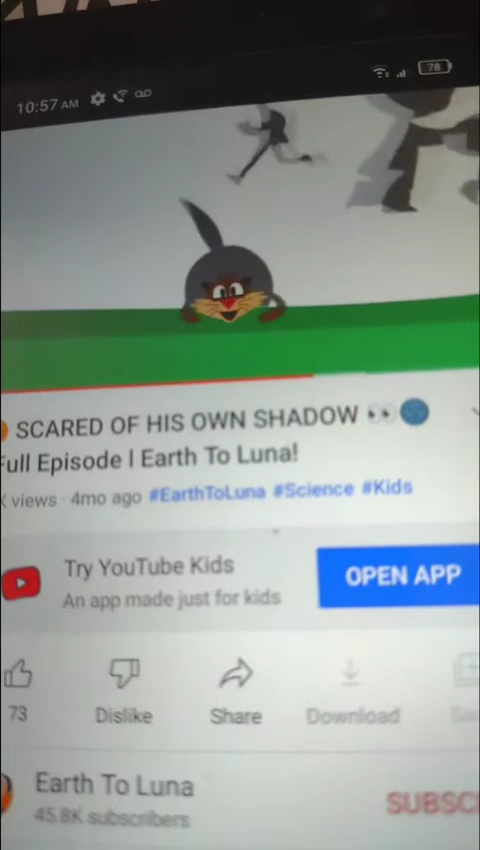 10:57 AM
78
SCARED OF HIS OWN SHADOW
Full Episode | Earth To Luna!
K views · 4mo ago #EarthToLuna #Science #Kids
Try YouTube Kids
An app made just for kids
OPEN APP
73
Dislike
Share
Download
Earth To Luna
45.8K subscribers
SUBSC